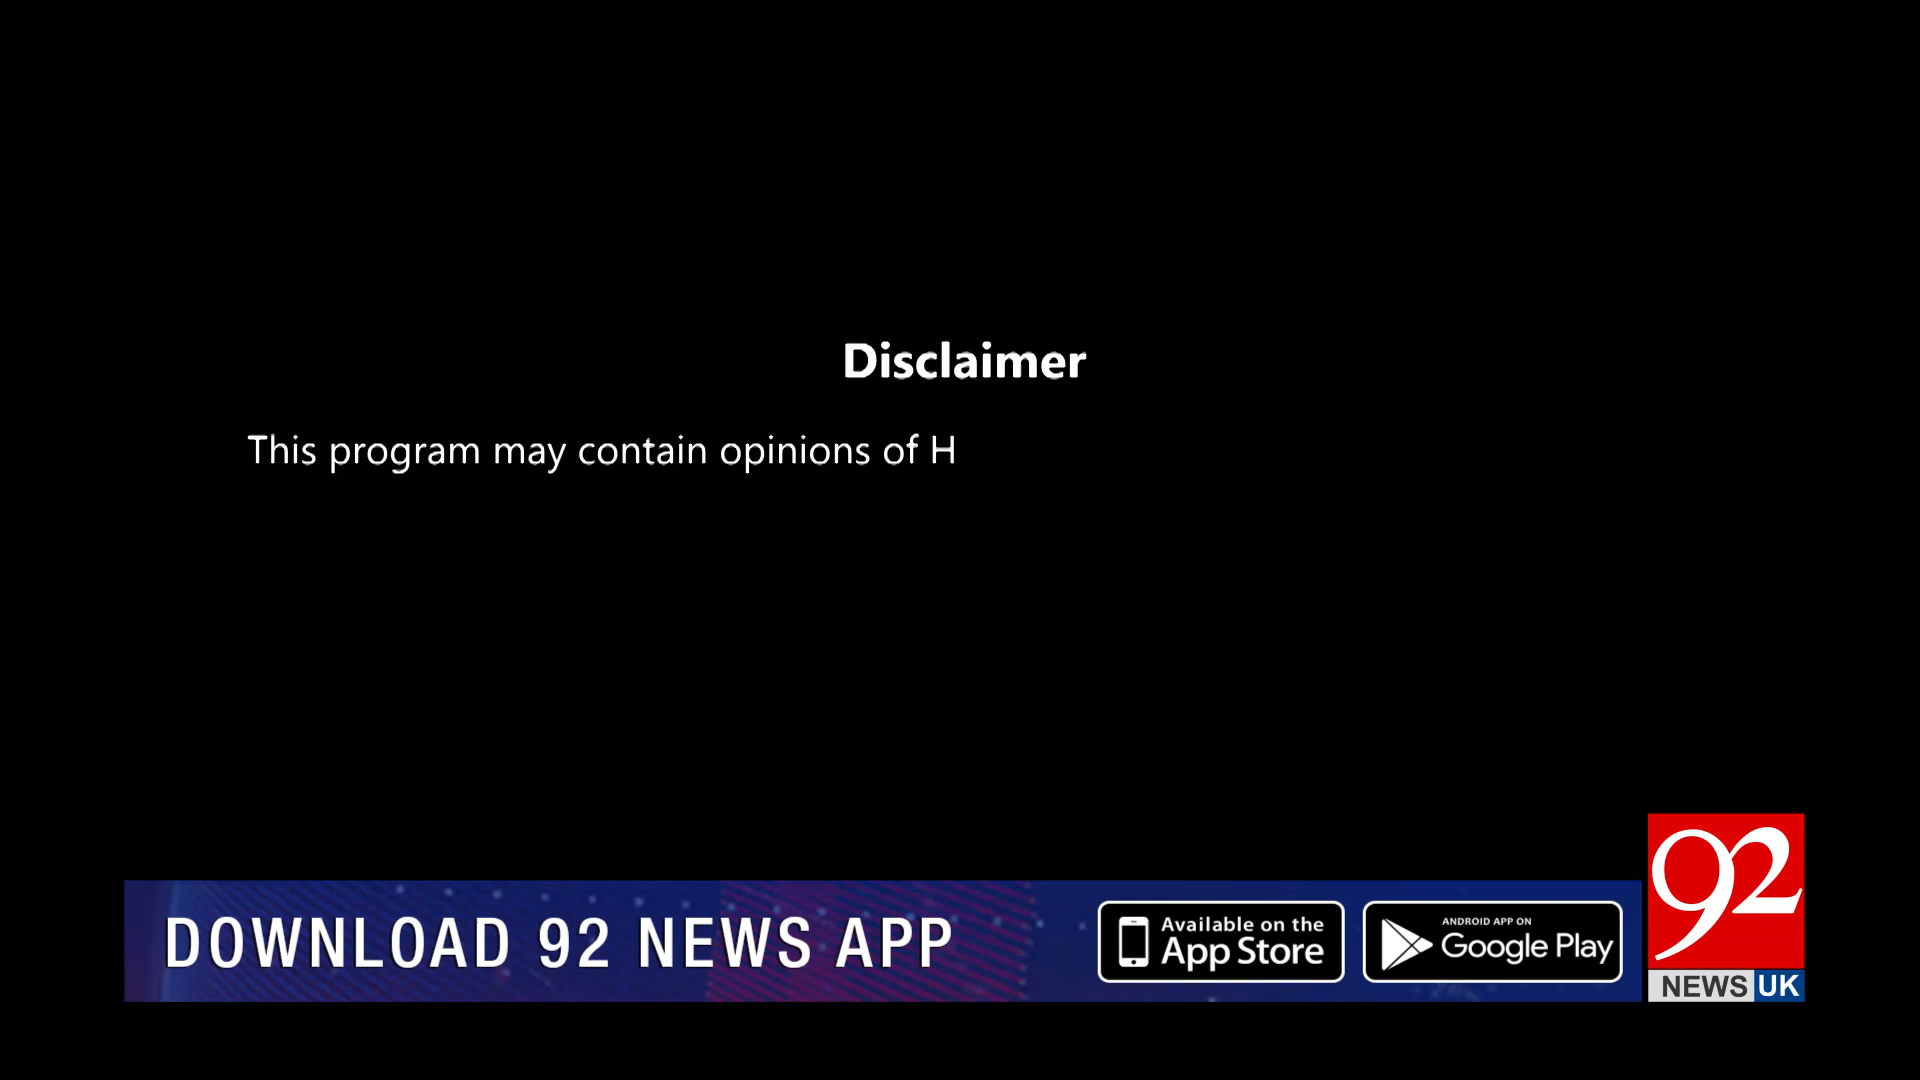 Disclaimer
This program may contain opinions of H
DOWNLOAD 92 NEWS APP
Available on the
App Store
ANDROID APP ON
Google Play
92
NEWS UK